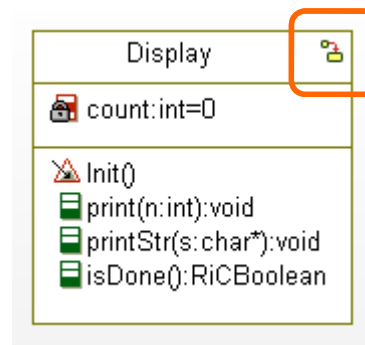 Display
count:int=0
Init()
print(n:int):void
printStr(s:char*):void
isDone():RiCBoolean